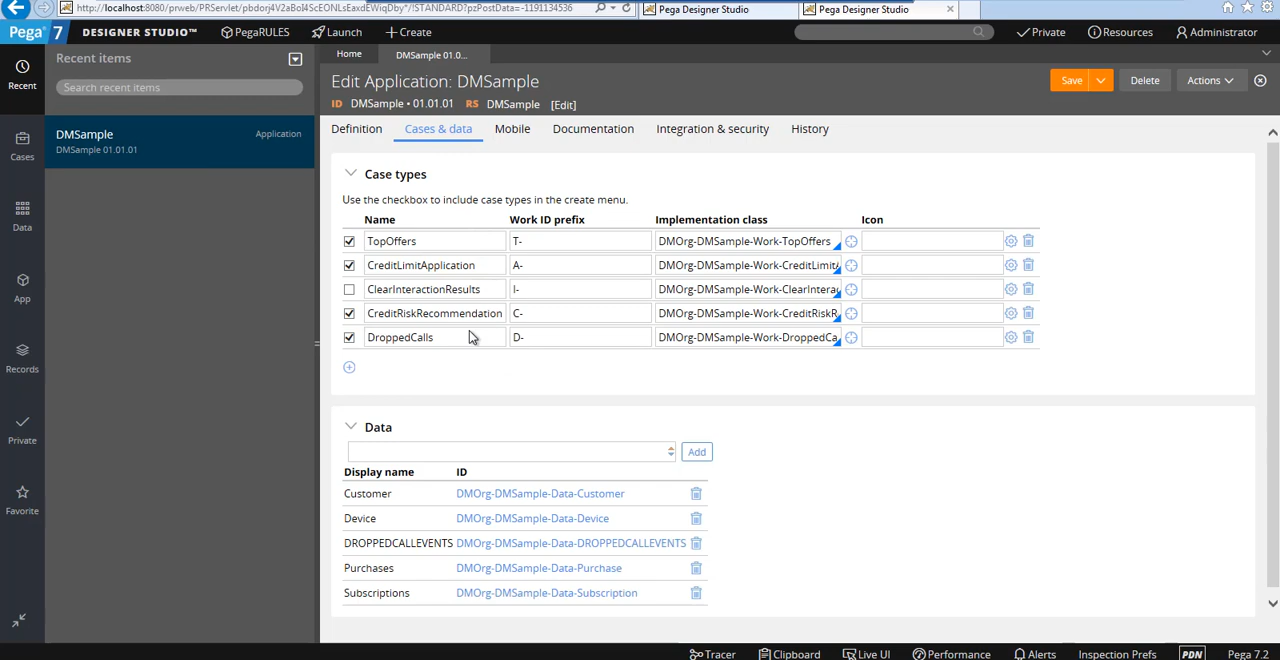 http://localhost:8080/prweb/PRServlet/pbdorj4V2aBoI4ScEONLsEaxdEWiqDby*/!STANDARD?pzPostData=-1191134536
Pega Designer Studio
Pega Designer Studio
Pega 7
DESIGNER STUDIO™
PegaRULES
Launch
Create
Private
Resources
Administrator
Recent
Cases
Data
App
Records
Private
Favorite
Recent items
Search recent items
DMSample Application
DMSample 01.01.01
Home
DMSample 01.0...
Edit Application: DMSample
ID DMSample • 01.01.01 RS DMSample [Edit]
Save
Delete
Actions
Definition
Cases & data
Mobile
Documentation
Integration & security
History
Case types
Use the checkbox to include case types in the create menu.
Name Work ID prefix Implementation class Icon
TopOffers T- DMOrg-DMSample-Work-TopOffers
CreditLimitApplication A- DMOrg-DMSample-Work-CreditLimit
ClearInteractionResults I- DMOrg-DMSample-Work-ClearIntera
CreditRiskRecommendation C- DMOrg-DMSample-Work-CreditRiskR
DroppedCalls D- DMOrg-DMSample-Work-DroppedCa
Data
Add
Display name ID
Customer DMOrg-DMSample-Data-Customer
Device DMOrg-DMSample-Data-Device
DROPPEDCALLEVENTS DMOrg-DMSample-Data-DROPPEDCALLEVENTS
Purchases DMOrg-DMSample-Data-Purchase
Subscriptions DMOrg-DMSample-Data-Subscription
Tracer
Clipboard
Live UI
Performance
Alerts
Inspection Prefs
PDN
Pega 7.2